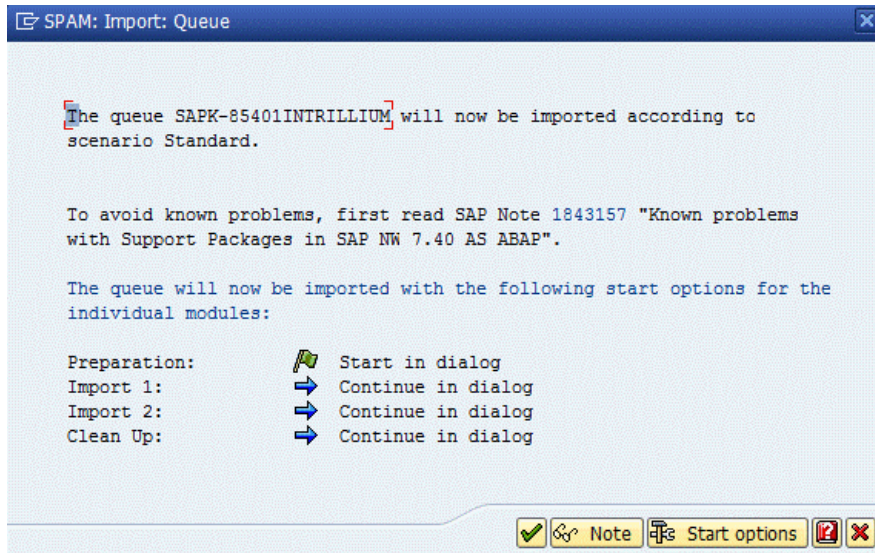 SPAM: Import: Queue
The queue SAPK-85401INTRILLIUM will now be imported according to
scenario Standard.
To avoid known problems, first read SAP Note 1843157 "Known problems
with Support Packages in SAP NW 7.40 AS ABAP".
The queue will now be imported with the following start options for the
individual modules:
Preparation: Start in dialog
Import 1: Continue in dialog
Import 2: Continue in dialog
Clean Up: Continue in dialog
Note Start options